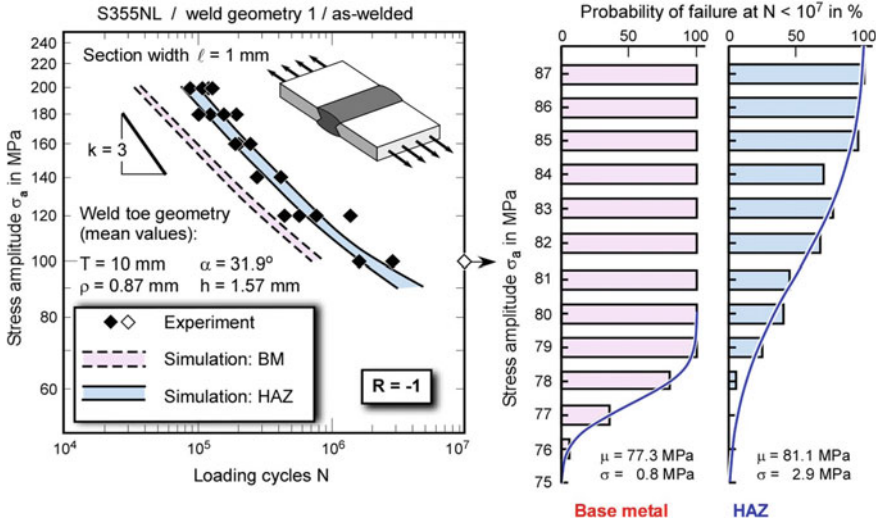 S355NL / weld geometry 1 / as-welded
Stress amplitude σa in MPa
240
200
180
160
140
120
100
80
60
Section width ℓ = 1 mm
k = 3
Weld toe geometry
(mean values):
T = 10 mm α = 31.9º
ρ = 0.87 mm h = 1.57 mm
Experiment
Simulation: BM
Simulation: HAZ
R = -1
10⁴ 10⁵ 10⁶ 10⁷
Loading cycles N
Probability of failure at N < 10⁷ in %
0 50 100 0 50 100
Stress amplitude σa in MPa
87
86
85
84
83
82
81
80
79
78
77
76
75
μ = 77.3 MPa
σ = 0.8 MPa
μ = 81.1 MPa
σ = 2.9 MPa
Base metal HAZ